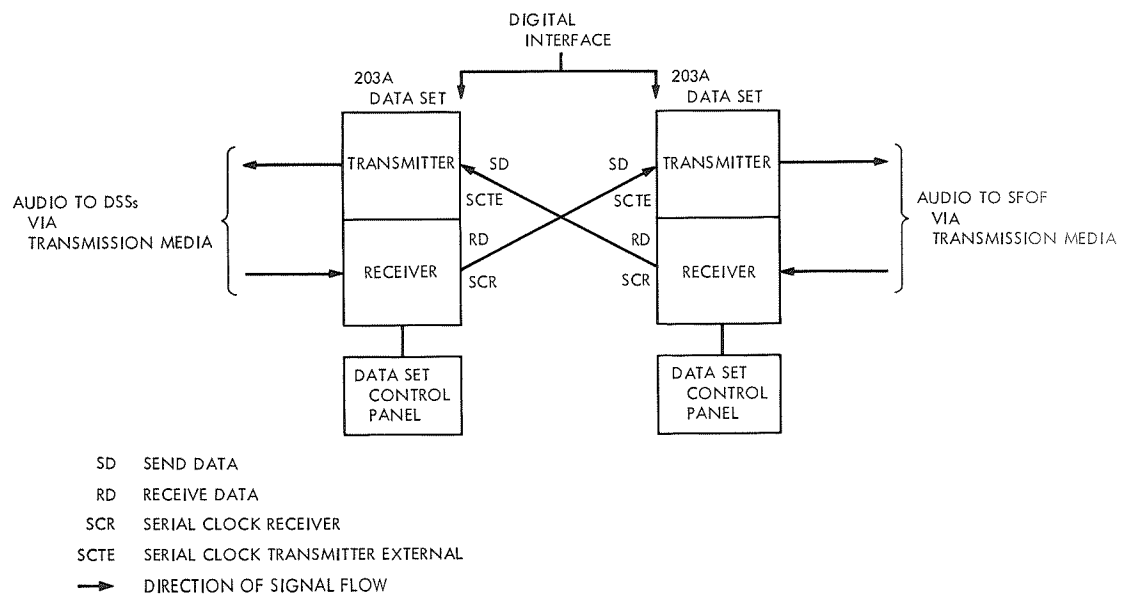 DIGITAL
INTERFACE
203A
DATA SET
203A
DATA SET
TRANSMITTER
SD
SD
TRANSMITTER
SCTE
SCTE
AUDIO TO DSSs
VIA
TRANSMISSION MEDIA
AUDIO TO SFOF
VIA
TRANSMISSION MEDIA
RD
RD
RECEIVER
SCR
SCR
RECEIVER
DATA SET
CONTROL
PANEL
DATA SET
CONTROL
PANEL
SD SEND DATA
RD RECEIVE DATA
SCR SERIAL CLOCK RECEIVER
SCTE SERIAL CLOCK TRANSMITTER EXTERNAL
DIRECTION OF SIGNAL FLOW